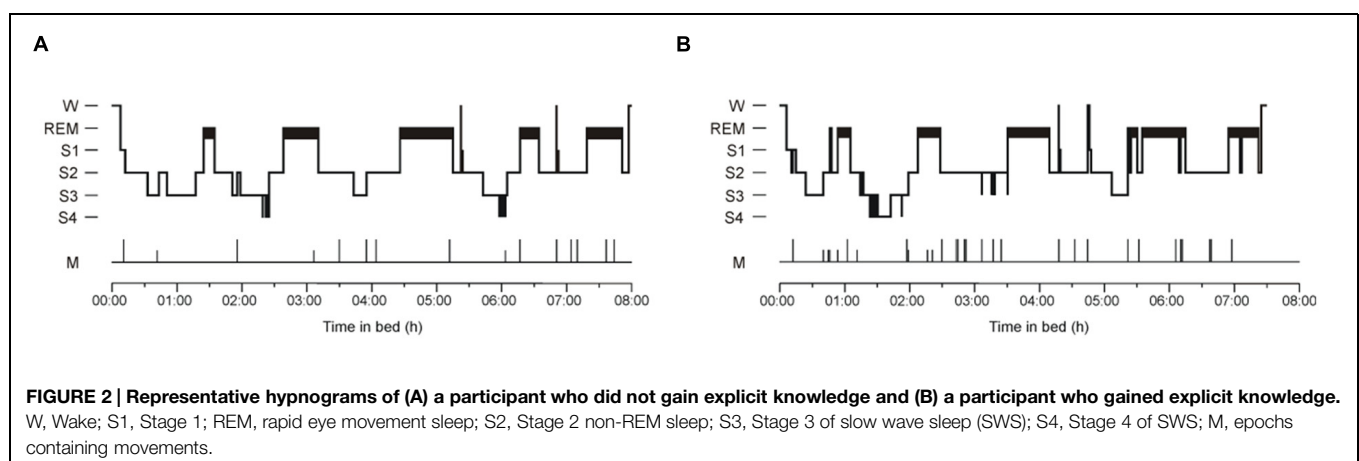 A
B
W
REM
S1
S2
S3
S4
M
00:00 01:00 02:00 03:00 04:00 05:00 06:00 07:00 08:00
Time in bed (h)
W
REM
S1
S2
S3
S4
M
00:00 01:00 02:00 03:00 04:00 05:00 06:00 07:00 08:00
Time in bed (h)
FIGURE 2 | Representative hypnograms of (A) a participant who did not gain explicit knowledge and (B) a participant who gained explicit knowledge.
W, Wake; S1, Stage 1; REM, rapid eye movement sleep; S2, Stage 2 non-REM sleep; S3, Stage 3 of slow wave sleep (SWS); S4, Stage 4 of SWS; M, epochs
containing movements.